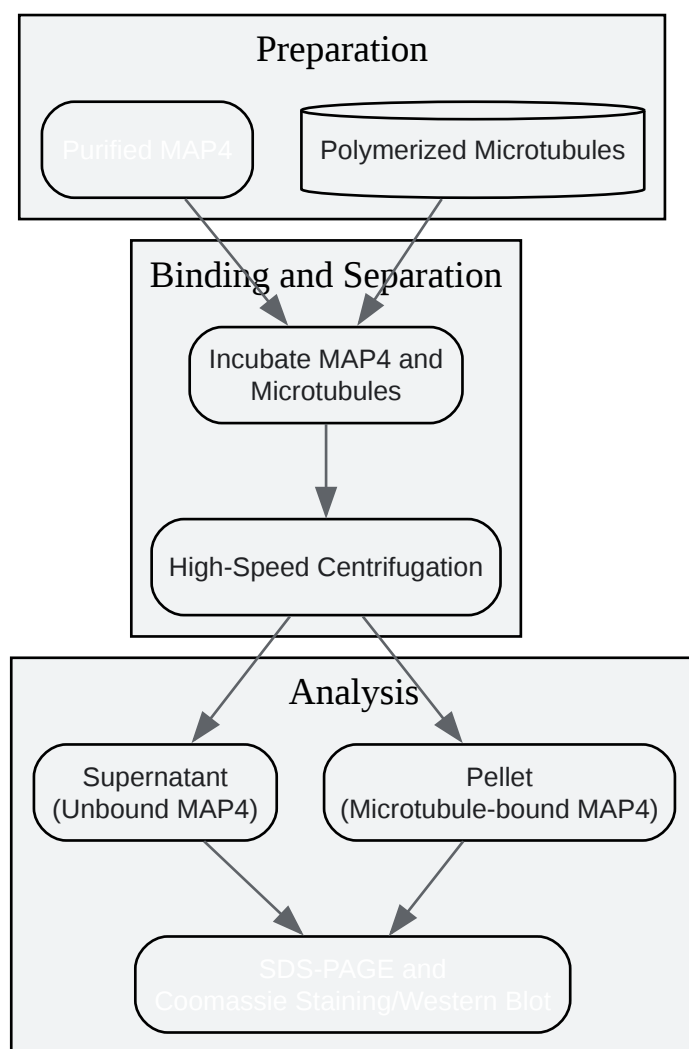 Preparation
Purified MAP4
Polymerized Microtubules
Binding and Separation
Incubate MAP4 and
Microtubules
High-Speed Centrifugation
Analysis
Supernatant
(Unbound MAP4)
Pellet
(Microtubule-bound MAP4)
SDS-PAGE and
Coomassie Staining/Western Blot